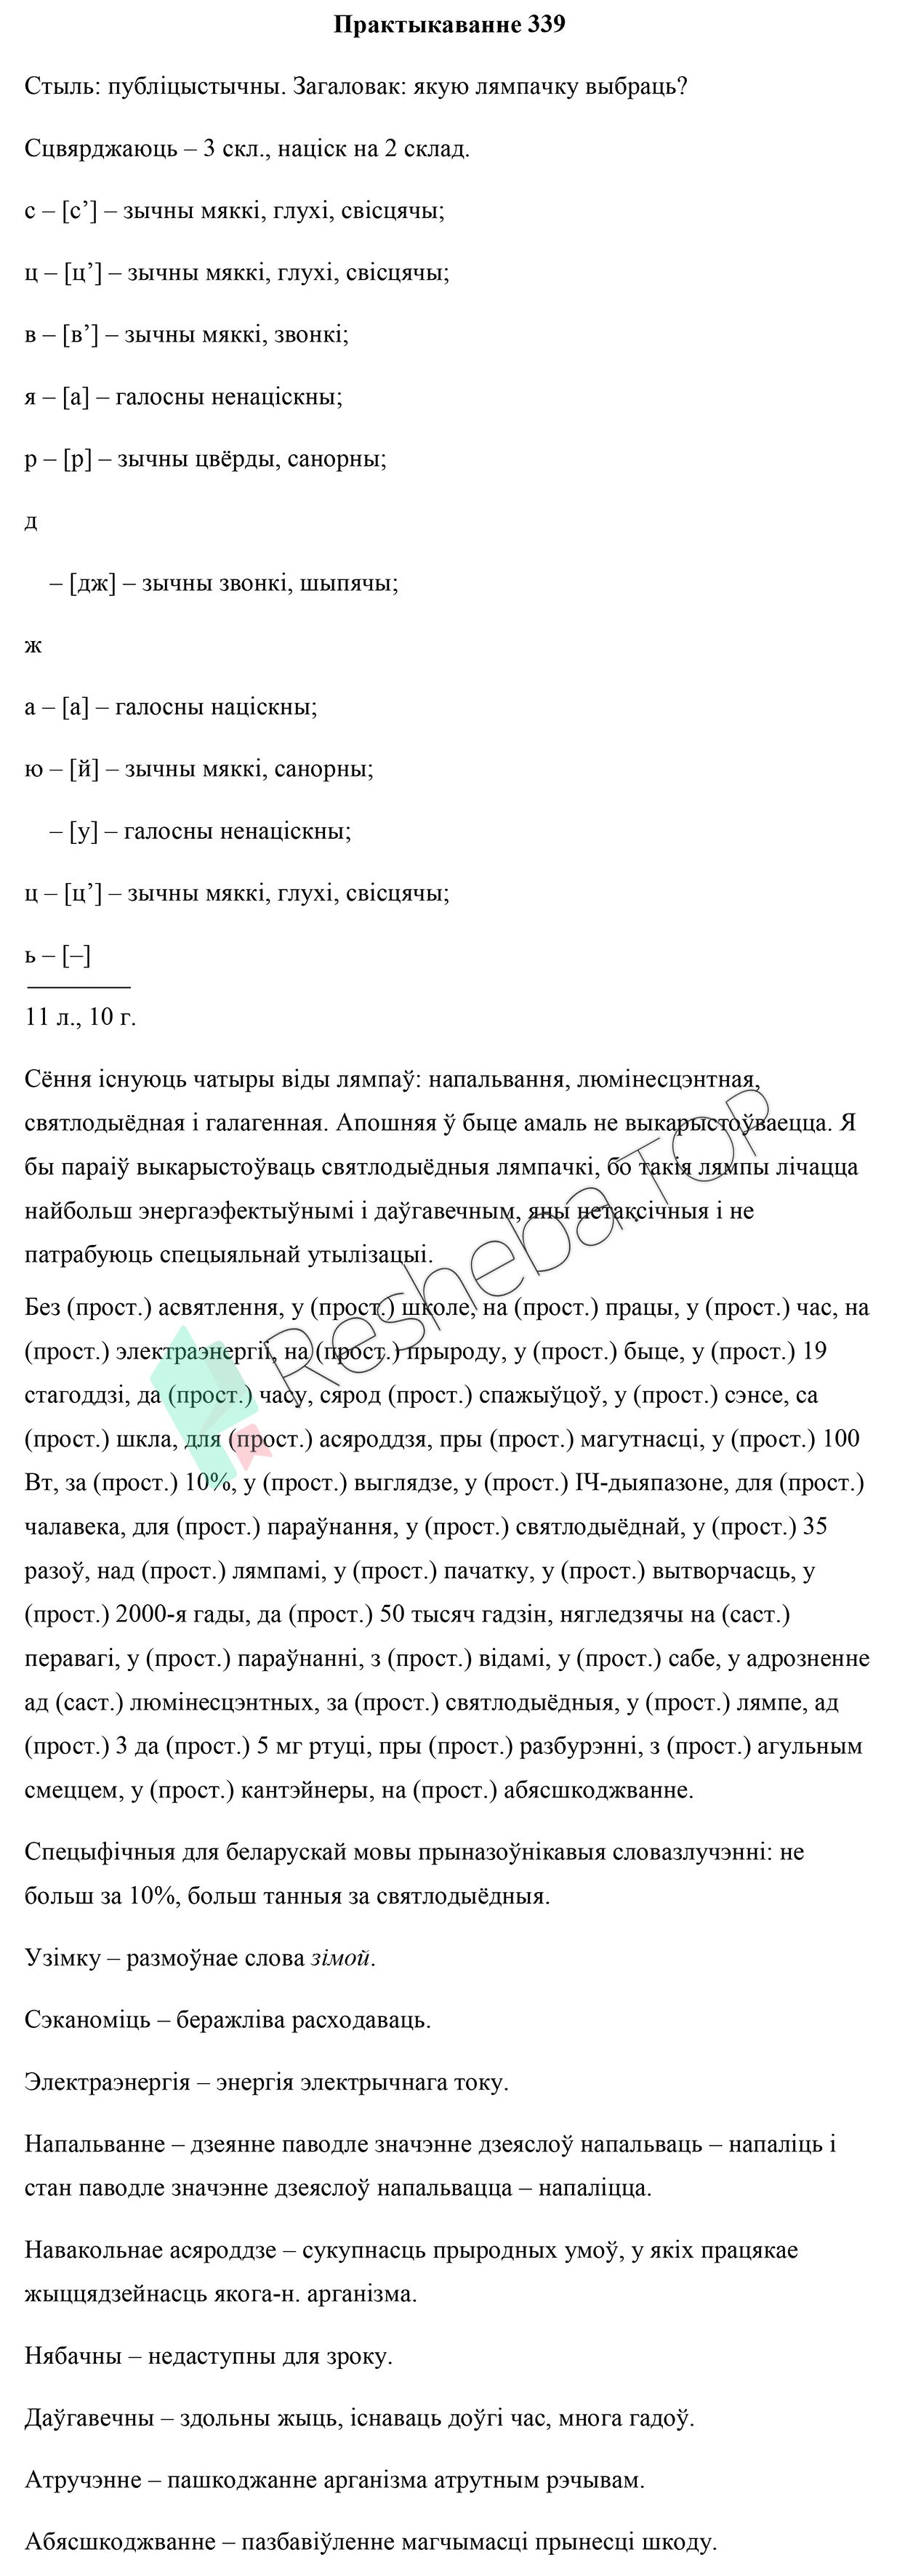 Практыкаванне 339
Стыль: публіцыстычны. Загаловак: якую лямпачку выбраць?
Сцвярджаюць – 3 скл., націск на 2 склад.
с – [с’] – зычны мяккі, глухі, свісцячы;
ц – [ц’] – зычны мяккі, глухі, свісцячы;
в – [в’] – зычны мяккі, звонкі;
я – [а] – галосны ненаціскны;
р – [р] – зычны цвёрды, санорны;
д
– [дж] – зычны звонкі, шыпячы;
ж
а – [а] – галосны націскны;
ю – [й] – зычны мяккі, санорны;
– [у] – галосны ненаціскны;
ц – [ц’] – зычны мяккі, глухі, свісцячы;
ь – [–]
11 л., 10 г.
Сёння існуюць чатыры віды лямпаў: напальвання, люмінесцэнтная,
святлодыёдная і галагенная. Апошняя ў быце амаль не выкарыстоўваецца. Я
бы параіў выкарыстоўваць святлодыёдныя лямпачкі, бо такія лямпы лічацца
найбольш энергаэфектыўнымі і даўгавечным, яны нетаксічныя і не
патрабуюць спецыяльнай утылізацыі.
Без (прост.) асвятлення, у (прост.) школе, на (прост.) працы, у (прост.) час, на
(прост.) электраэнергіі, на (прост.) прыроду, у (прост.) быце, у (прост.) 19
стагоддзі, да (прост.) часу, сярод (прост.) спажыўцоў, у (прост.) сэнсе, са
(прост.) шкла, для (прост.) асяроддзя, пры (прост.) магутнасці, у (прост.) 100
Вт, за (прост.) 10%, у (прост.) выглядзе, у (прост.) ІЧ-дыяпазоне, для (прост.)
чалавека, для (прост.) параўнання, у (прост.) святлодыёднай, у (прост.) 35
разоў, над (прост.) лямпамі, у (прост.) пачатку, у (прост.) вытворчасць, у
(прост.) 2000-я гады, да (прост.) 50 тысяч гадзін, нягледзячы на (саст.)
перавагі, у (прост.) параўнанні, з (прост.) відамі, у (прост.) сабе, у адрозненне
ад (саст.) люмінесцэнтных, за (прост.) святлодыёдныя, у (прост.) лямпе, ад
(прост.) 3 да (прост.) 5 мг ртуці, пры (прост.) разбурэнні, з (прост.) агульным
смеццем, у (прост.) кантэйнеры, на (прост.) абясшкоджванне.
Спецыфічныя для беларускай мовы прыназоўнікавыя словазлучэнні: не
больш за 10%, больш танныя за святлодыёдныя.
Узімку – размоўнае слова зімой.
Сэканоміць – беражліва расходаваць.
Электраэнергія – энергія электрычнага току.
Напальванне – дзеянне паводле значэнне дзеяслоў напальваць – напаліць і
стан паводле значэнне дзеяслоў напальвацца – напаліцца.
Навакольнае асяроддзе – сукупнасць прыродных умоў, у якіх працякае
жыццядзейнасць якога-н. арганізма.
Нябачны – недаступны для зроку.
Даўгавечны – здольны жыць, існаваць доўгі час, многа гадоў.
Атручэнне – пашкоджанне арганізма атрутным рэчывам.
Абясшкоджванне – пазбавіўленне магчымасці прынесці шкоду.
Resheba.TOP